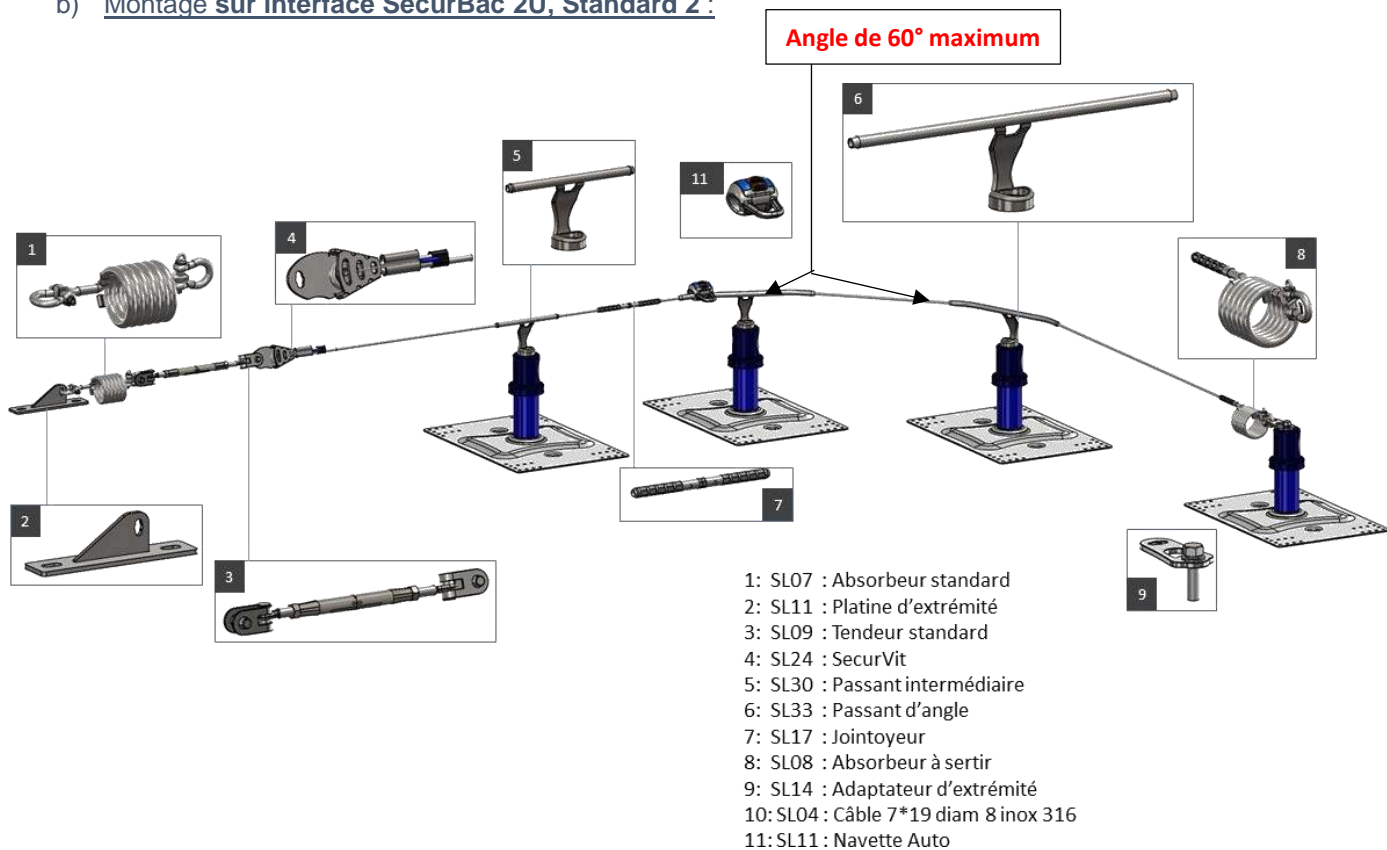 b) Montage sur Interface SecurBac 2U, Standard 2 :
Angle de 60° maximum
6
5
11
4
1
8
7
2
3
9
1: SL07 : Absorbeur standard
2: SL11 : Platine d'extrémité
3: SL09 : Tendeur standard
4: SL24 : SecurVit
5: SL30 : Passant intermédiaire
6: SL33 : Passant d'angle
7: SL17 : Jointoyeur
8: SL08 : Absorbeur à sertir
9: SL14 : Adaptateur d'extrémité
10: SL04 : Câble 7*19 diam 8 inox 316
11: SL11 : Navette Auto